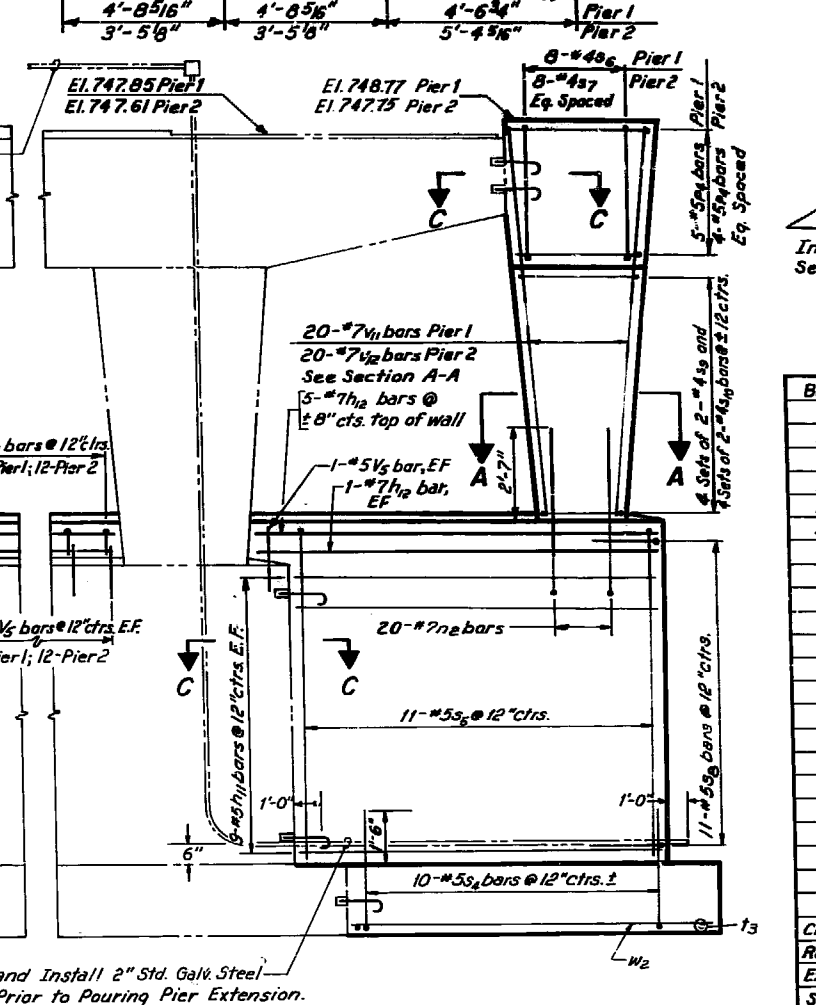 4'-8 5/16" 4'-8 5/16" 4'-6 3/4" Pier 1
3'-5 1/8" 3'-5 1/8" 5'-4 5/16" Pier 2
El. 747.85 Pier 1
El. 747.61 Pier 2
El. 748.77 Pier 1
El. 747.75 Pier 2
8-#4s6 Pier 1
8-#4s7 Pier 2
Eq. Spaced
5-#5p4 bars Pier 1
4-#5p4 bars Pier 2
Eq. Spaced
C C
In
Se
20-#7v11 bars Pier 1
20-#7v12 bars Pier 2
See Section A-A
5-#7h12 bars @
± 8" cts. top of wall
4 Sets of 2-#4s9 and
4 Sets of 2-#4s10 bars @ ± 12 ctrs.
B
bars @ 12" ctrs.
Pier 1; 12-Pier 2
1-#5V5 bar, EF
1-#7h12 bar,
EF
A A
2'-7"
V5 bars @ 12" ctrs. E.F.
Pier 1; 12-Pier 2
20-#7n2 bars
C C
9-#5h11 bars @ 12" ctrs. E.F.
11-#5s5 @ 12" ctrs.
11-#5s8 bars @ 12" ctrs.
1'-0" 1'-0"
1'-6"
6"
10-#5s4 bars @ 12" ctrs. ±
t3
w2
and Install 2" Std. Galv. Steel
Prior to Pouring Pier Extension.
C
R
E
S